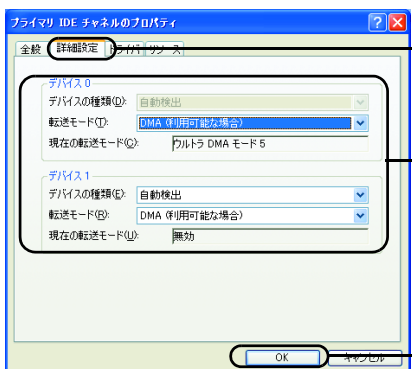 プライマリ IDE チャネルのプロパティ
全般 詳細設定 ドライバ リソース
デバイス 0
デバイスの種類(D): 自動検出
転送モード(T): DMA (利用可能な場合)
現在の転送モード(C): ウルトラ DMA モード 5
デバイス 1
デバイスの種類(E): 自動検出
転送モード(R): DMA (利用可能な場合)
現在の転送モード(U): 無効
OK キャンセル